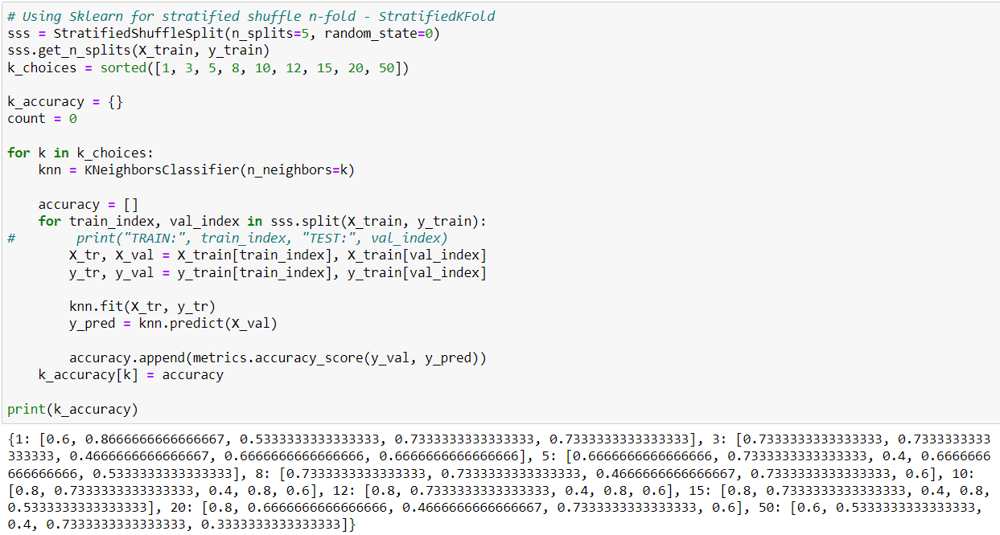 # Using Sklearn for stratified shuffle n-fold - StratifiedKFold
sss = StratifiedShuffleSplit(n_splits=5, random_state=0)
sss.get_n_splits(X_train, y_train)
k_choices = sorted([1, 3, 5, 8, 10, 12, 15, 20, 50])

k_accuracy = {}
count = 0

for k in k_choices:
    knn = KNeighborsClassifier(n_neighbors=k)

    accuracy = []
    for train_index, val_index in sss.split(X_train, y_train):
#        print("TRAIN:", train_index, "TEST:", val_index)
        X_tr, X_val = X_train[train_index], X_train[val_index]
        y_tr, y_val = y_train[train_index], y_train[val_index]

        knn.fit(X_tr, y_tr)
        y_pred = knn.predict(X_val)

        accuracy.append(metrics.accuracy_score(y_val, y_pred))
    k_accuracy[k] = accuracy

print(k_accuracy)
{1: [0.6, 0.8666666666666667, 0.5333333333333333, 0.7333333333333333, 0.7333333333333333], 3: [0.7333333333333333, 0.7333333333
333333, 0.4666666666666667, 0.6666666666666666, 0.6666666666666666], 5: [0.6666666666666666, 0.7333333333333333, 0.4, 0.6666666
666666666, 0.5333333333333333], 8: [0.7333333333333333, 0.7333333333333333, 0.4666666666666667, 0.7333333333333333, 0.6], 10:
[0.8, 0.7333333333333333, 0.4, 0.8, 0.6], 12: [0.8, 0.7333333333333333, 0.4, 0.8, 0.6], 15: [0.8, 0.7333333333333333, 0.4, 0.8,
0.5333333333333333], 20: [0.8, 0.6666666666666666, 0.4666666666666667, 0.7333333333333333, 0.6], 50: [0.6, 0.5333333333333333,
0.4, 0.7333333333333333, 0.3333333333333333]}